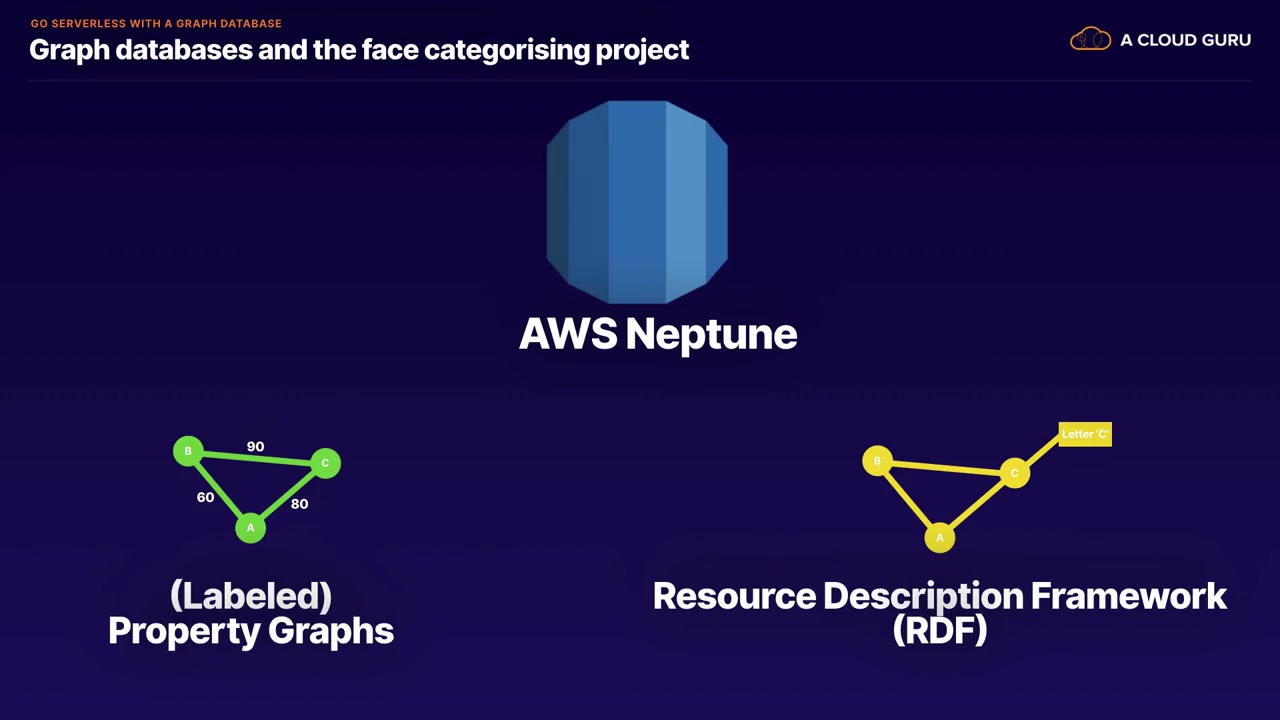 GO SERVERLESS WITH A GRAPH DATABASE
Graph databases and the face categorising project
A CLOUD GURU
AWS Neptune
B
90
C
60
80
A
(Labeled)
Property Graphs
Letter 'C'
B
C
A
Resource Description Framework
(RDF)